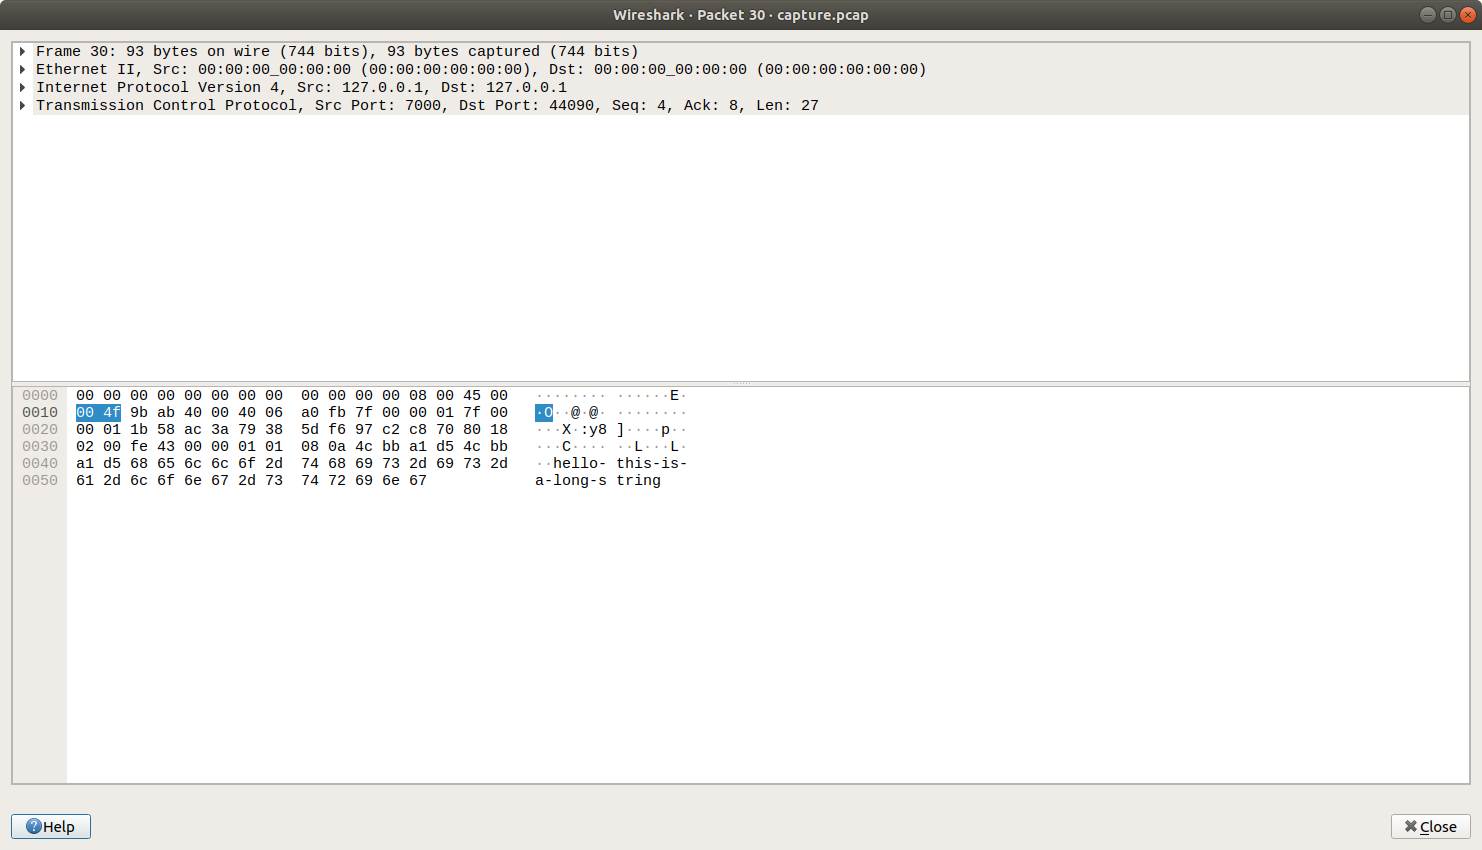 Wireshark · Packet 30 · capture.pcap
Frame 30: 93 bytes on wire (744 bits), 93 bytes captured (744 bits)
Ethernet II, Src: 00:00:00_00:00:00 (00:00:00:00:00:00), Dst: 00:00:00_00:00:00 (00:00:00:00:00:00)
Internet Protocol Version 4, Src: 127.0.0.1, Dst: 127.0.0.1
Transmission Control Protocol, Src Port: 7000, Dst Port: 44090, Seq: 4, Ack: 8, Len: 27
0000 00 00 00 00 00 00 00 00 00 00 00 00 08 00 45 00 ········ ······E·
0010 00 4f 9b ab 40 00 40 06 a0 fb 7f 00 00 01 7f 00 ·O··@·@· ········
0020 00 01 1b 58 ac 3a 79 38 5d f6 97 c2 c8 70 80 18 ···X·:y8 ]····p··
0030 02 00 fe 43 00 00 01 01 08 0a 4c bb a1 d5 4c bb ···C···· ··L···L·
0040 a1 d5 68 65 6c 6c 6f 2d 74 68 69 73 2d 69 73 2d ··hello- this-is-
0050 61 2d 6c 6f 6e 67 2d 73 74 72 69 6e 67 a-long-s tring
Help
Close